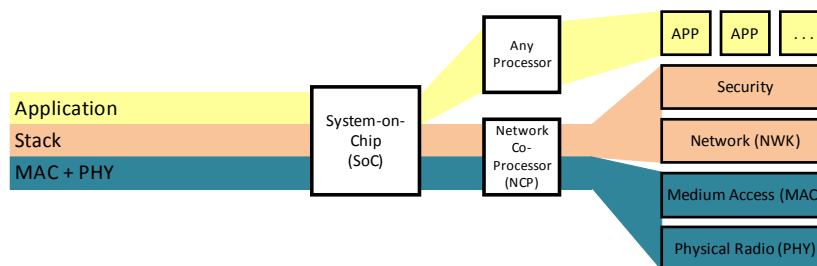 Application
Stack
MAC + PHY
System-on-
Chip
(SoC)
Any
Processor
Network
Co-
Processor
(NCP)
APP APP ...
Security
Network (NWK)
Medium Access (MAC
Physical Radio (PHY)